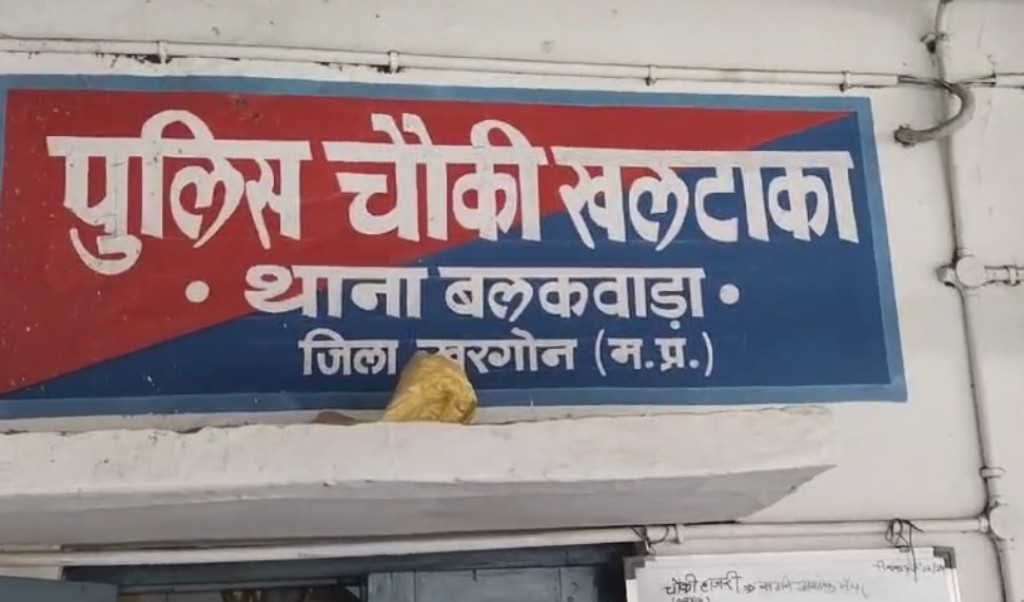 पुलिस चौकी खलटाका
• थाना बलकवाड़ा •
जिला खरगोन (म.प्र.)
चौकी हाजरी